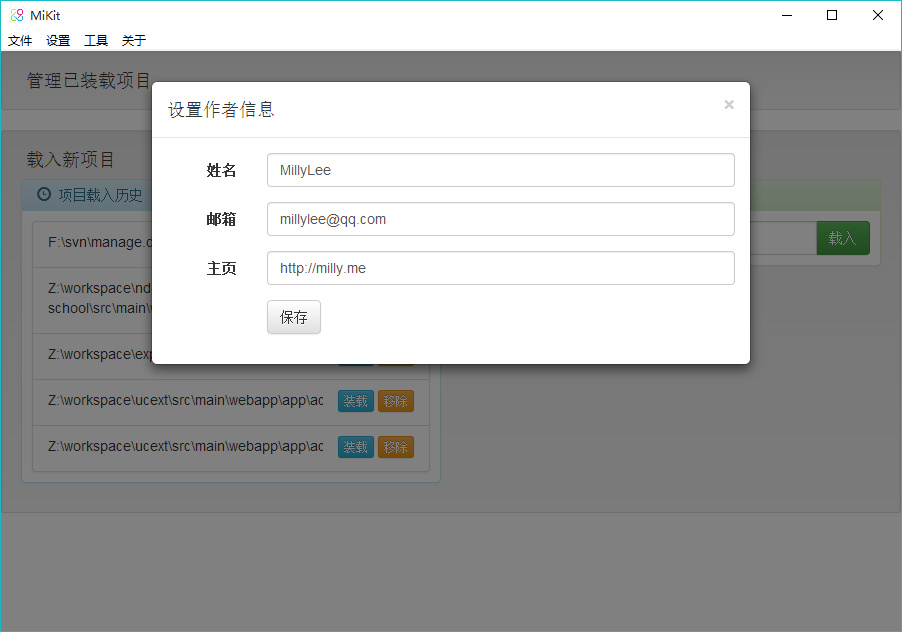 MiKit
文件 设置 工具 关于
管理已装载项目
设置作者信息 ×
姓名 MillyLee
邮箱 millylee@qq.com
主页 http://milly.me
保存
载入新项目
项目载入历史
载入
F:\svn\manage.
Z:\workspace\nd
school\src\main\
Z:\workspace\ex
Z:\workspace\ucext\src\main\webapp\app\ac 装载 移除
Z:\workspace\ucext\src\main\webapp\app\ac 装载 移除